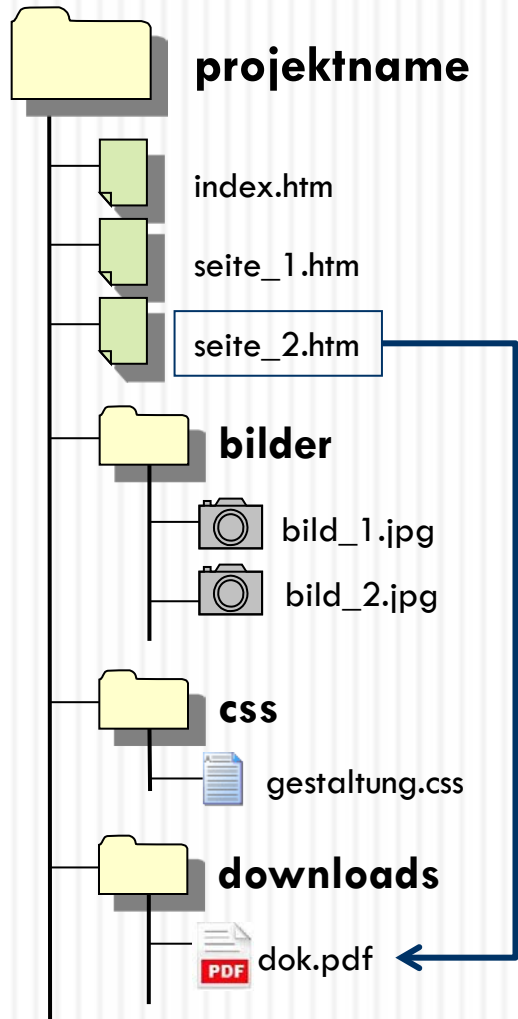 projektname
index.htm
seite_1.htm
seite_2.htm
bilder
bild_1.jpg
bild_2.jpg
css
gestaltung.css
downloads
PDF dok.pdf